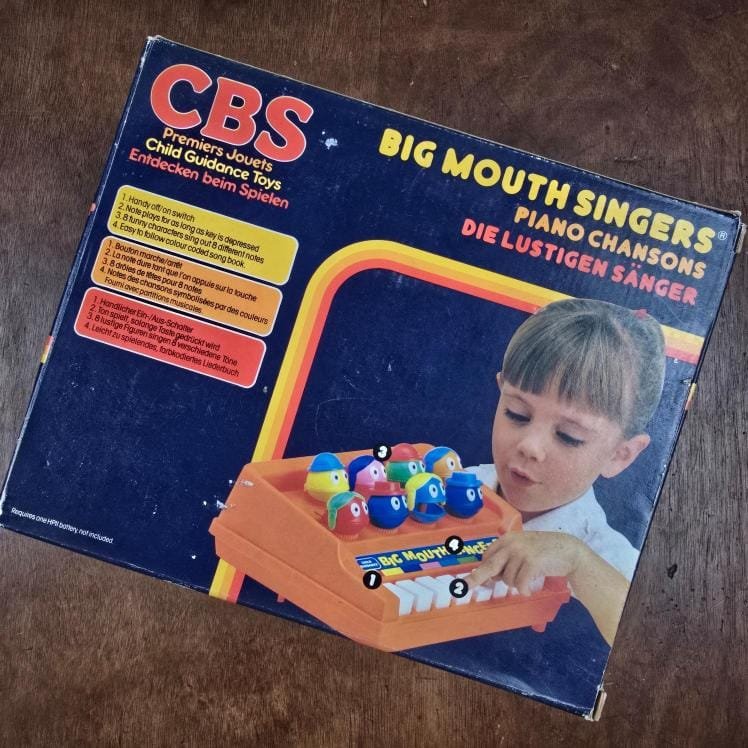 CBS
Premiers Jouets
Child Guidance Toys
Entdecken beim Spielen
BIG MOUTH SINGERS®
PIANO CHANSONS
DIE LUSTIGEN SÄNGER
1. Handy off/on switch
2. Note plays for as long as key is depressed
3. 8 funny characters sing out 8 different notes
4. Easy to follow colour coded song book.
1. Bouton marche/arrêt
2. La note dure tant que l'on appuie sur la touche
3. 8 drôles de têtes pour 8 notes
4. Notes des chansons symbolisées par des couleurs
Fourni avec partitions musicales.
1. Handlicher Ein-/Aus-Schalter
2. Ton spielt, solange Taste gedrückt wird
3. 8 lustige Figuren singen 8 verschiedene Töne
4. Leicht zu spielendes, farbkodiertes Liederbuch
3
4
BIG MOUTH SINGERS
1
2
Requires one HP11 battery, not included.